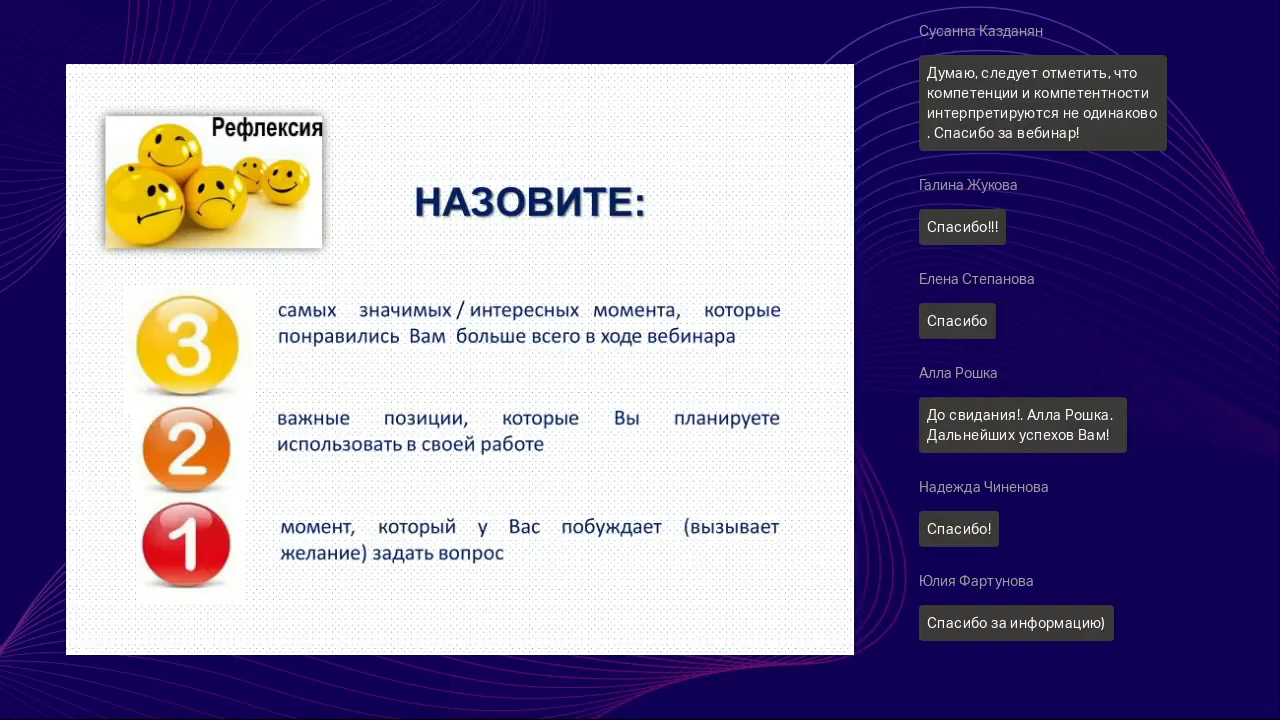 Рефлексия
НАЗОВИТЕ:
3
самых значимых / интересных момента, которые
понравились Вам больше всего в ходе вебинара
2
важные позиции, которые Вы планируете
использовать в своей работе
1
момент, который у Вас побуждает (вызывает
желание) задать вопрос
Сусанна Казданян
Думаю, следует отметить, что
компетенции и компетентности
интерпретируются не одинаково
. Спасибо за вебинар!
Галина Жукова
Спасибо!!!
Елена Степанова
Спасибо
Алла Рошка
До свидания!. Алла Рошка.
Дальнейших успехов Вам!
Надежда Чиненова
Спасибо!
Юлия Фартунова
Спасибо за информацию)